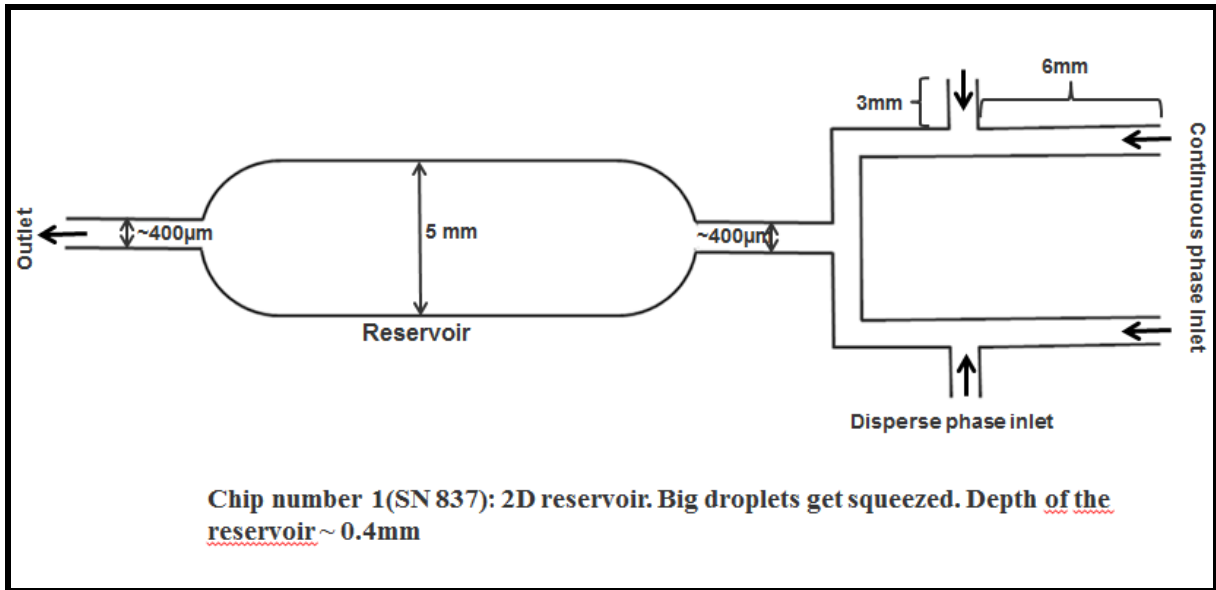 6mm
3mm
Continuous phase inlet
Outlet
~400μm
5 mm
~400μm
Reservoir
Disperse phase inlet
Chip number 1(SN 837): 2D reservoir. Big droplets get squeezed. Depth of the
reservoir ~ 0.4mm